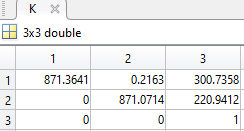 K
3x3 double
1 2 3
1 871.3641 0.2163 300.7358
2 0 871.0714 220.9412
3 0 0 1